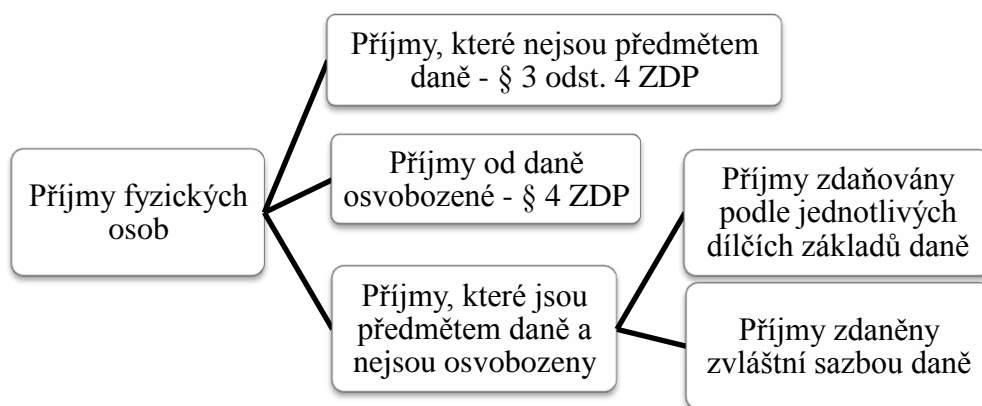 Příjmy, které nejsou předmětem
daně - § 3 odst. 4 ZDP
Příjmy fyzických
osob
Příjmy od daně
osvobozené - § 4 ZDP
Příjmy, které jsou
předmětem daně a
nejsou osvobozeny
Příjmy zdaňovány
podle jednotlivých
dílčích základů daně
Příjmy zdaněny
zvláštní sazbou daně